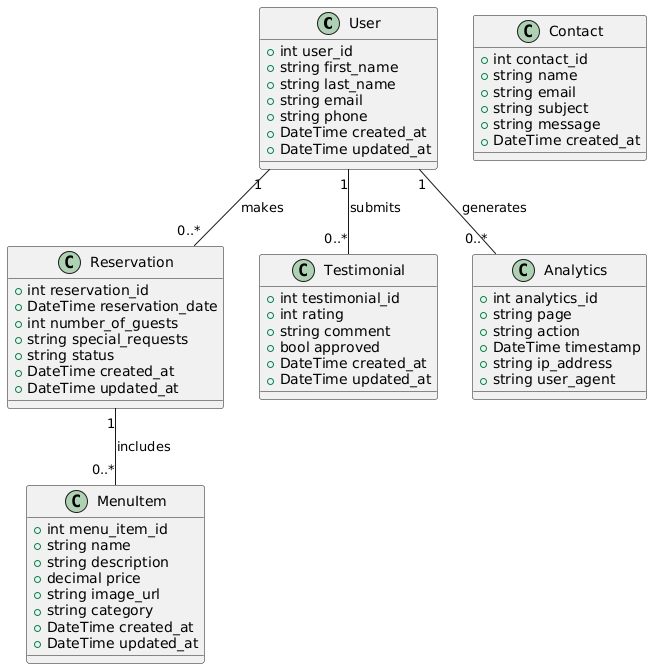 C User
int user_id
string first_name
string last_name
string email
string phone
DateTime created_at
DateTime updated_at
C Contact
int contact_id
string name
string email
string subject
string message
DateTime created_at
1
1
1
makes
submits
generates
0..*
0..*
0..*
C Reservation
int reservation_id
DateTime reservation_date
int number_of_guests
string special_requests
string status
DateTime created_at
DateTime updated_at
C Testimonial
int testimonial_id
int rating
string comment
bool approved
DateTime created_at
DateTime updated_at
C Analytics
int analytics_id
string page
string action
DateTime timestamp
string ip_address
string user_agent
1
includes
0..*
C MenuItem
int menu_item_id
string name
string description
decimal price
string image_url
string category
DateTime created_at
DateTime updated_at